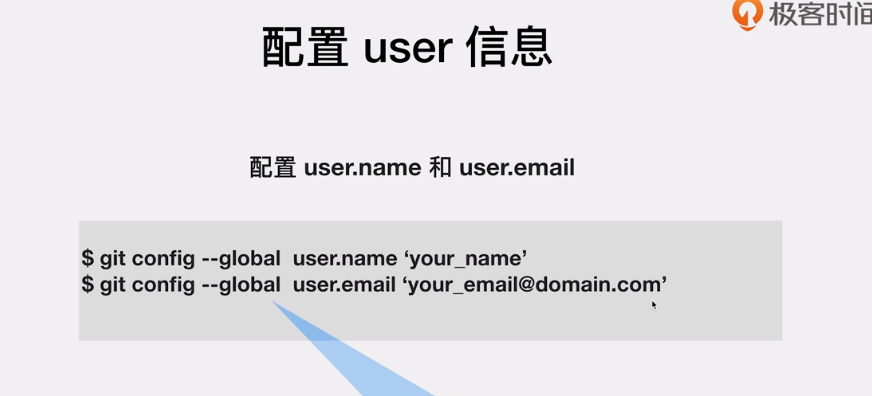 极客时间
配置 user 信息
配置 user.name 和 user.email
$ git config --global  user.name ‘your_name’
$ git config --global  user.email ‘your_email@domain.com’